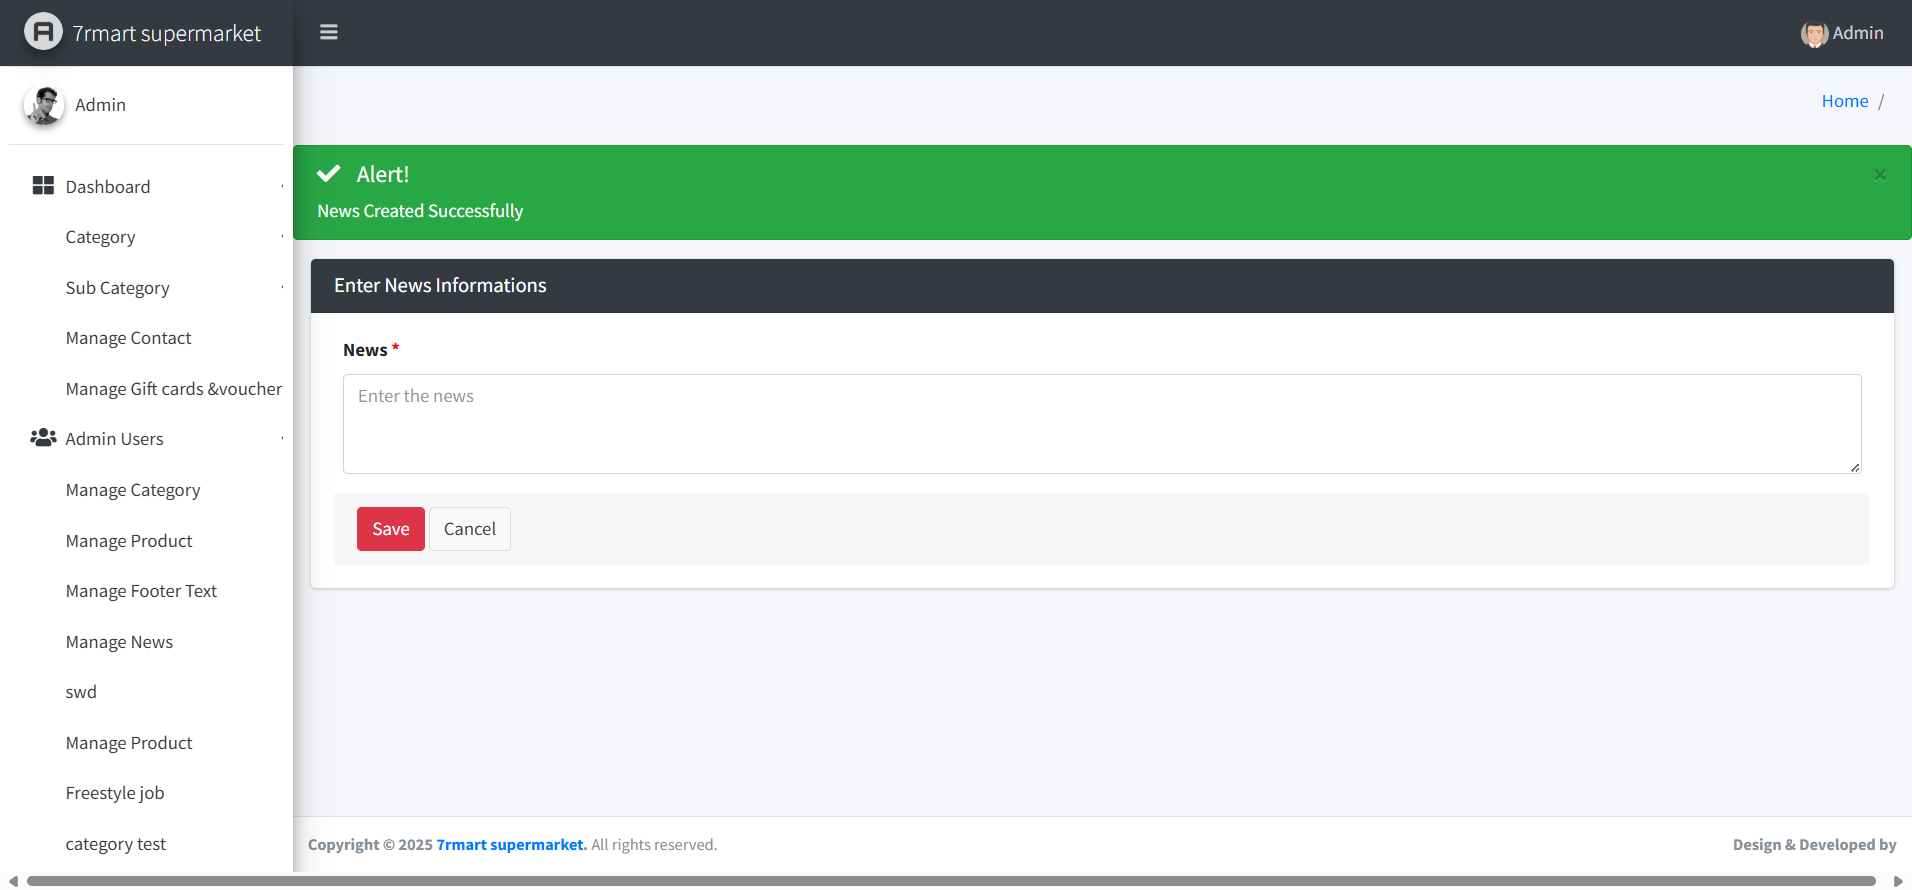 7rmart supermarket
Admin
Admin
Home /
Dashboard
Category
Sub Category
Manage Contact
Manage Gift cards &voucher
Admin Users
Manage Category
Manage Product
Manage Footer Text
Manage News
swd
Manage Product
Freestyle job
category test
Alert!
×
News Created Successfully
Enter News Informations
News *
Enter the news
Save
Cancel
Copyright © 2025 7rmart supermarket. All rights reserved.
Design & Developed by